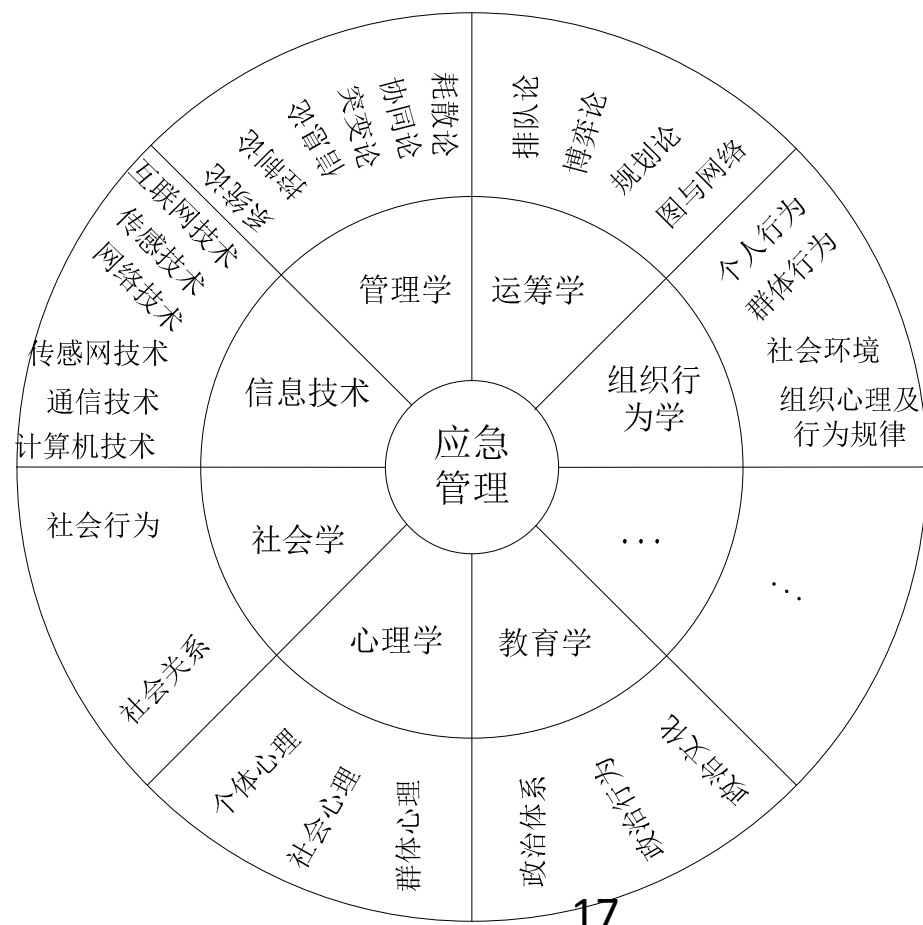 耗散论
协同论
突变论
信息论
控制论
系统论
排队论
博弈论
规划论
图与网络
互联网技术
传感技术
网络技术
传感网技术
通信技术
计算机技术
个人行为
群体行为
社会环境
组织心理及
行为规律
管理学
运筹学
信息技术
组织行
为学
应急
管理
社会学
...
心理学
教育学
社会行为
社会关系
...
个体心理
社会心理
群体心理
政治体系
政治行为
政治文化
17